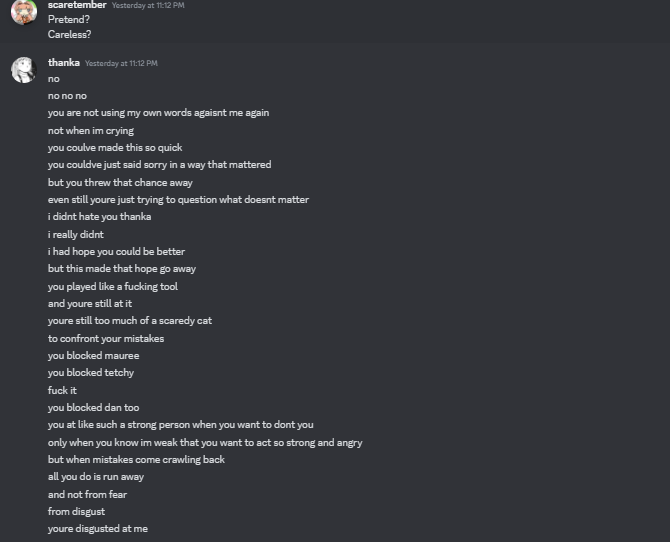 scaretember Yesterday at 11:12 PM
Pretend?
Careless?
thanka Yesterday at 11:12 PM
no
no no no
you are not using my own words agaisnt me again
not when im crying
you coulve made this so quick
you couldve just said sorry in a way that mattered
but you threw that chance away
even still youre just trying to question what doesnt matter
i didnt hate you thanka
i really didnt
i had hope you could be better
but this made that hope go away
you played like a fucking tool
and youre still at it
youre still too much of a scaredy cat
to confront your mistakes
you blocked mauree
you blocked tetchy
fuck it
you blocked dan too
you at like such a strong person when you want to dont you
only when you know im weak that you want to act so strong and angry
but when mistakes come crawling back
all you do is run away
and not from fear
from disgust
youre disgusted at me